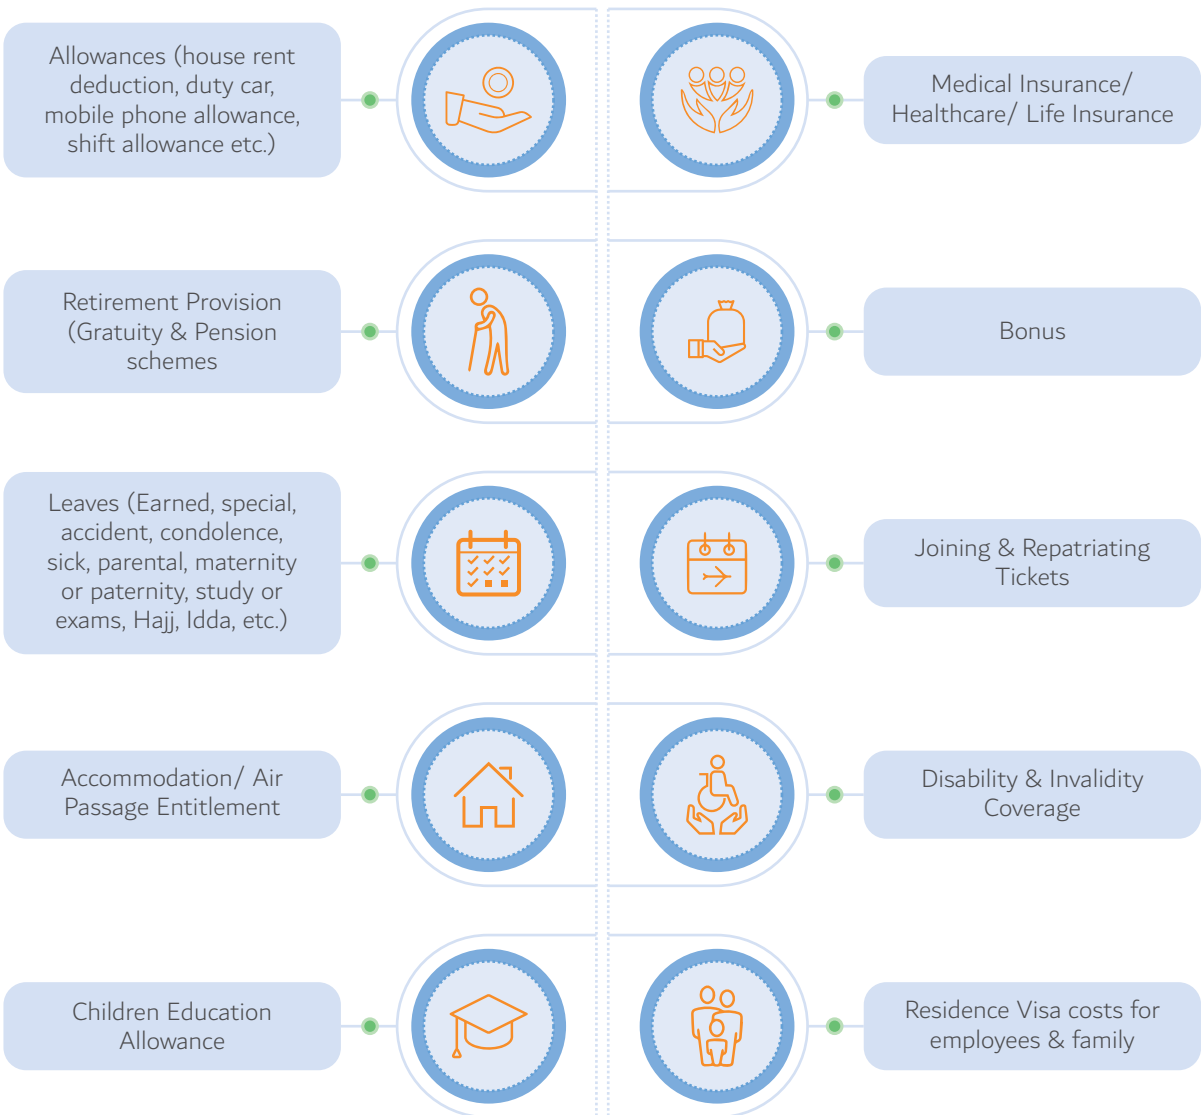 Allowances (house rent
deduction, duty car,
mobile phone allowance,
shift allowance etc.)
Medical Insurance/
Healthcare/ Life Insurance
Retirement Provision
(Gratuity & Pension
schemes
Bonus
Leaves (Earned, special,
accident, condolence,
sick, parental, maternity
or paternity, study or
exams, Hajj, Idda, etc.)
Joining & Repatriating
Tickets
Accommodation/ Air
Passage Entitlement
Disability & Invalidity
Coverage
Children Education
Allowance
Residence Visa costs for
employees & family